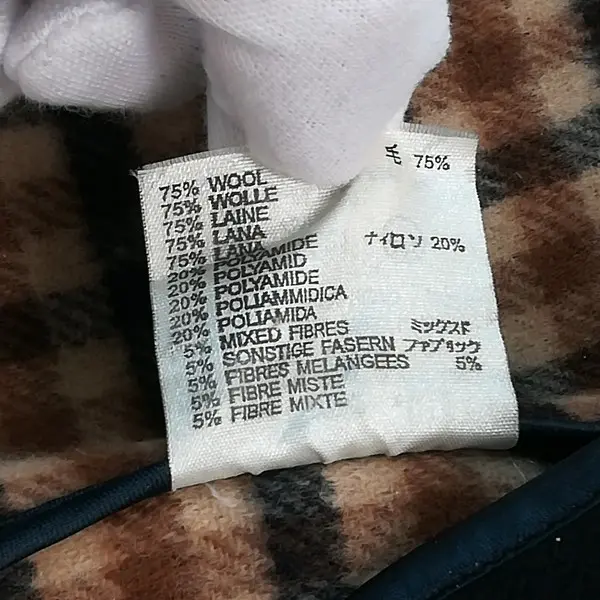 75% WOOL
75% WOLLE
75% LAINE
75% LANA
75% LANA
20% POLYAMID
20% POLYAMIDE
20% POLIAMMIDICA
20% POLIAMIDA
5% MIXED FIBRES
5% SONSTIGE FASERN
5% FIBRES MELANGEES
5% FIBRE MISTE
5% FIBRE MIXTE
毛 75%
ナイロン 20%
ミックスド
ファブリック
5%